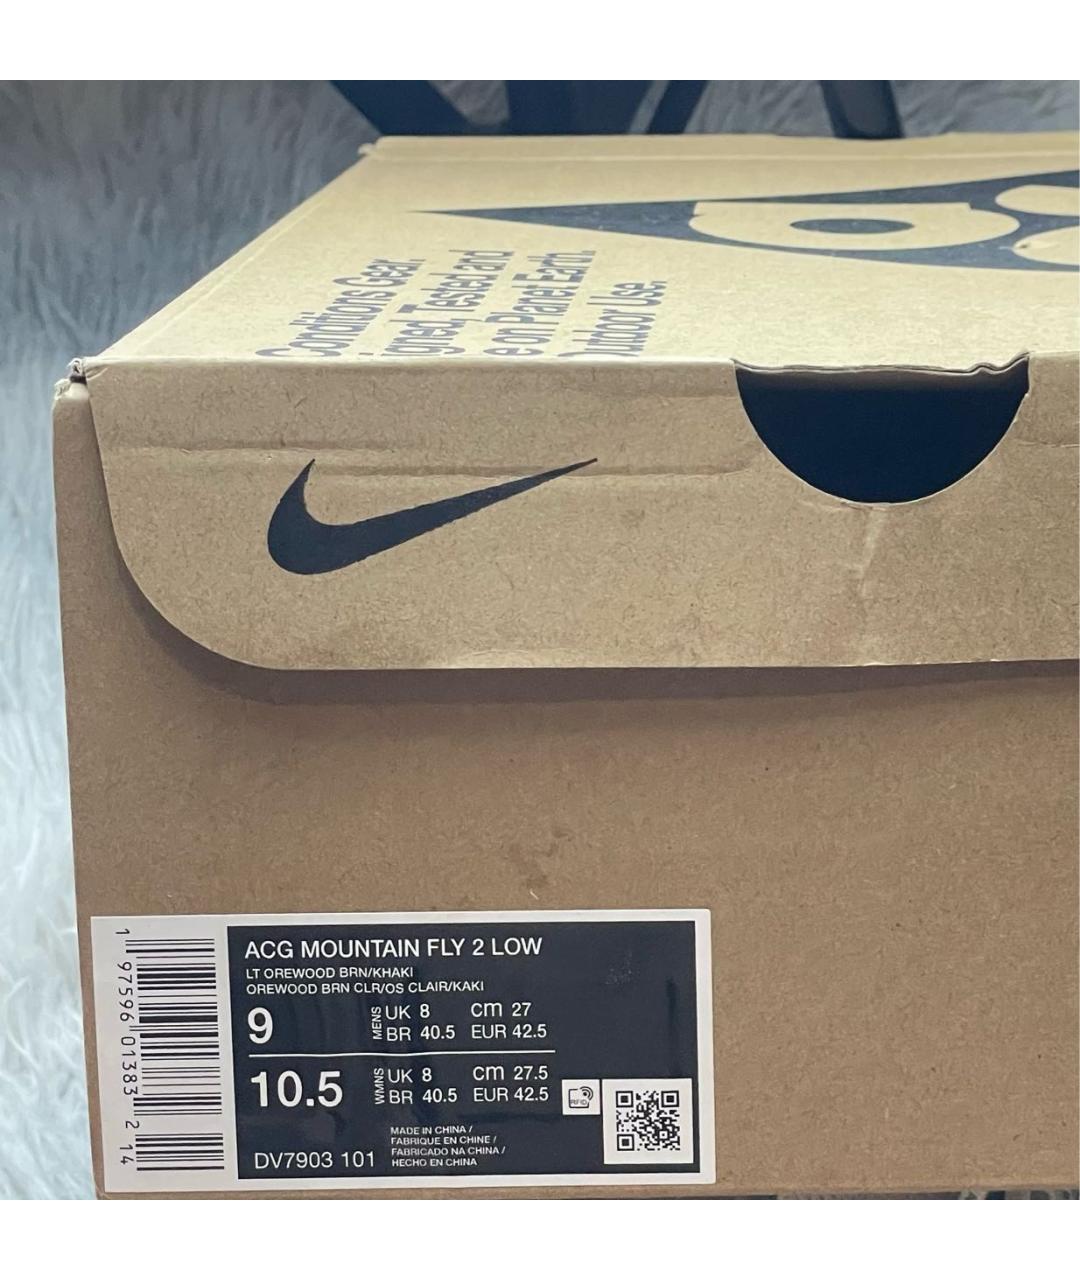 Conditions Gear.
Tested and
on Planet Earth.
Use.
ACG MOUNTAIN FLY 2 LOW
LT OREWOOD BRN/KHAKI
OREWOOD BRN CLR/OS CLAIR/KAKI
9 MENS UK 8 cm 27
BR 40.5 EUR 42.5
10.5 WMNS UK 8 cm 27.5
BR 40.5 EUR 42.5
RFID
MADE IN CHINA /
FABRIQUE EN CHINE /
FABRICADO NA CHINA /
DV7903 101 HECHO EN CHINA
1 97596 01383 2 14